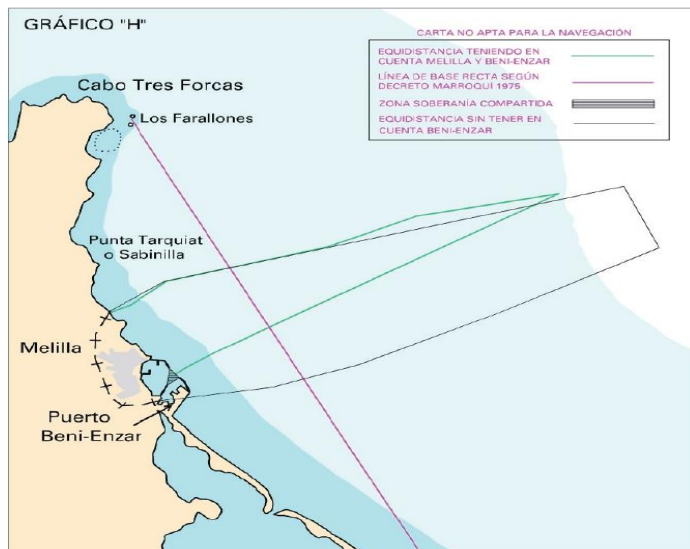 GRÁFICO "H"
CARTA NO APTA PARA LA NAVEGACIÓN
EQUIDISTANCIA TENIENDO EN
CUENTA MELILLA Y BENI-ENZAR
LÍNEA DE BASE RECTA SEGÚN
DECRETO MARROQUÍ 1975
ZONA SOBERANÍA COMPARTIDA
EQUIDISTANCIA SIN TENER EN
CUENTA BENI-ENZAR
Cabo Tres Forcas
Los Farallones
Punta Tarquiat
o Sabinilla
Melilla
Puerto
Beni-Enzar